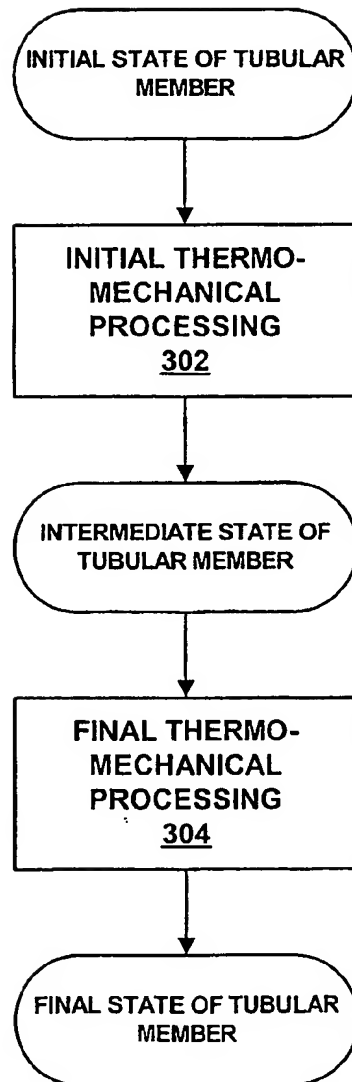 INITIAL STATE OF TUBULAR
MEMBER
INITIAL THERMO-
MECHANICAL
PROCESSING
302
INTERMEDIATE STATE OF
TUBULAR MEMBER
FINAL THERMO-
MECHANICAL
PROCESSING
304
FINAL STATE OF TUBULAR
MEMBER